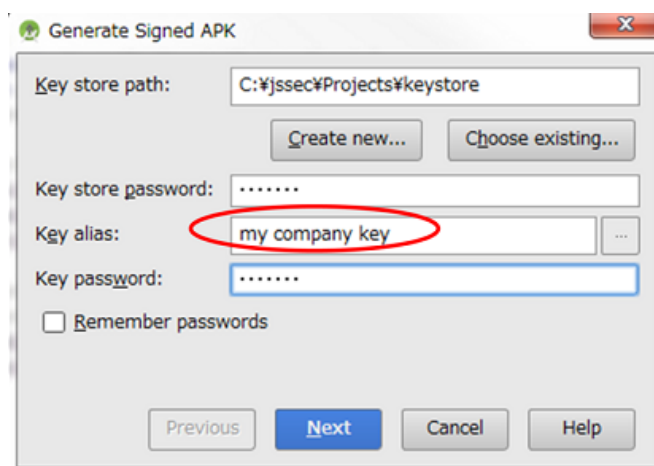 Generate Signed APK
Key store path: C:¥jssec¥Projects¥keystore
Create new... Choose existing...
Key store password: •••••••
Key alias: my company key ...
Key password: •••••••
Remember passwords
Previous Next Cancel Help